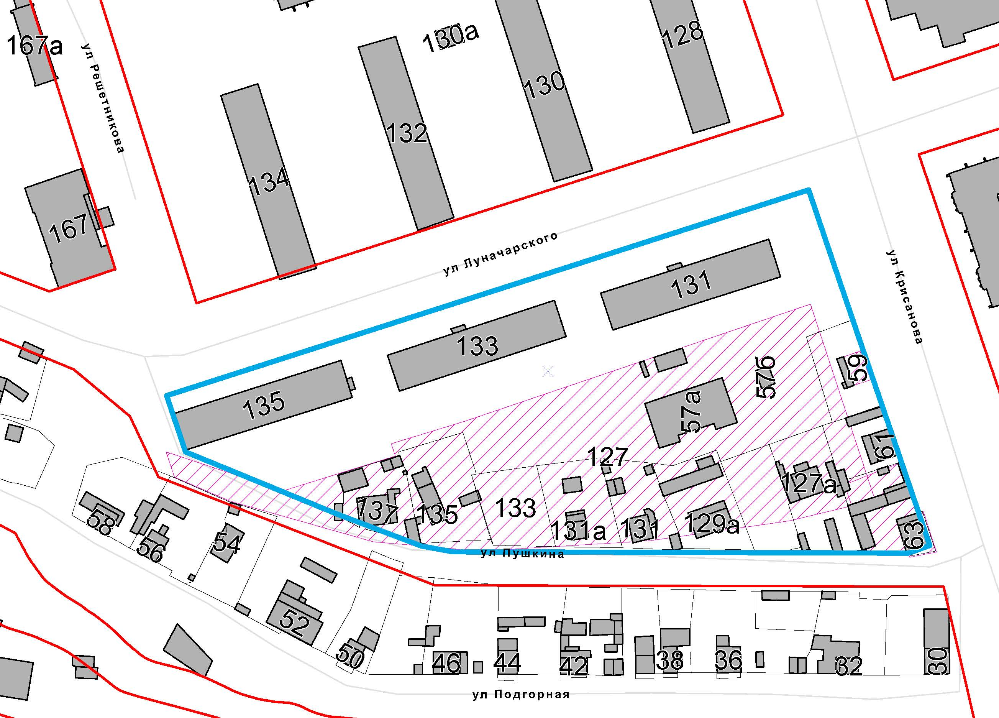 130а
128
167а
ул Решетникова
130
132
134
167
ул Луначарского
ул Крисанова
131
133
135
57б
59
57а
61
127
127а
137
135
133
131а
131
129а
63
ул Пушкина
58
56
54
52
50
46
44
42
38
36
32
30
ул Подгорная